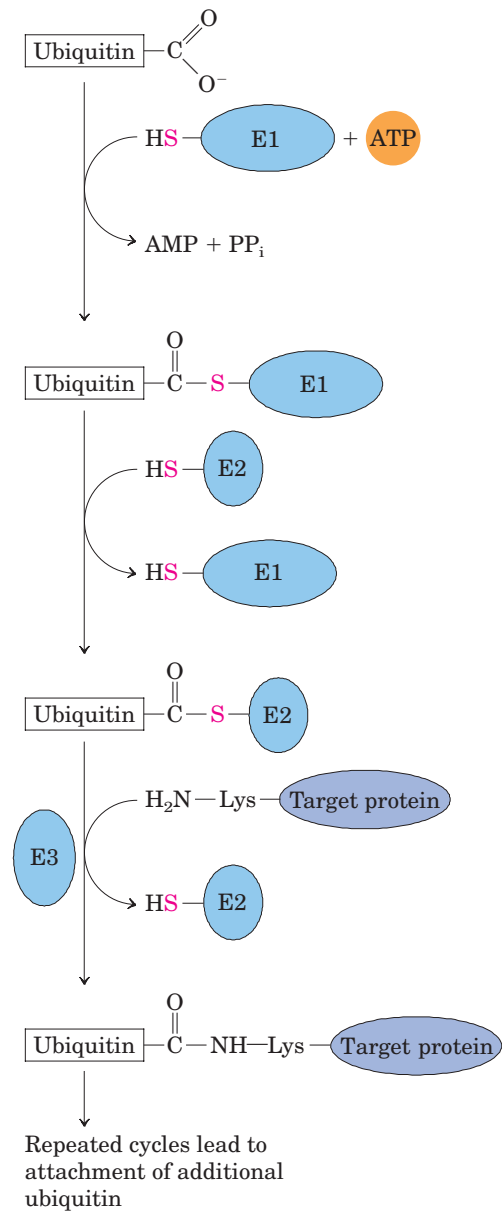 O
Ubiquitin C
O⁻
HS E1 + ATP
AMP + PPᵢ
O
Ubiquitin C S E1
HS E2
HS E1
O
Ubiquitin C S E2
H₂N Lys Target protein
E3
HS E2
O
Ubiquitin C NH Lys Target protein
Repeated cycles lead to
attachment of additional
ubiquitin